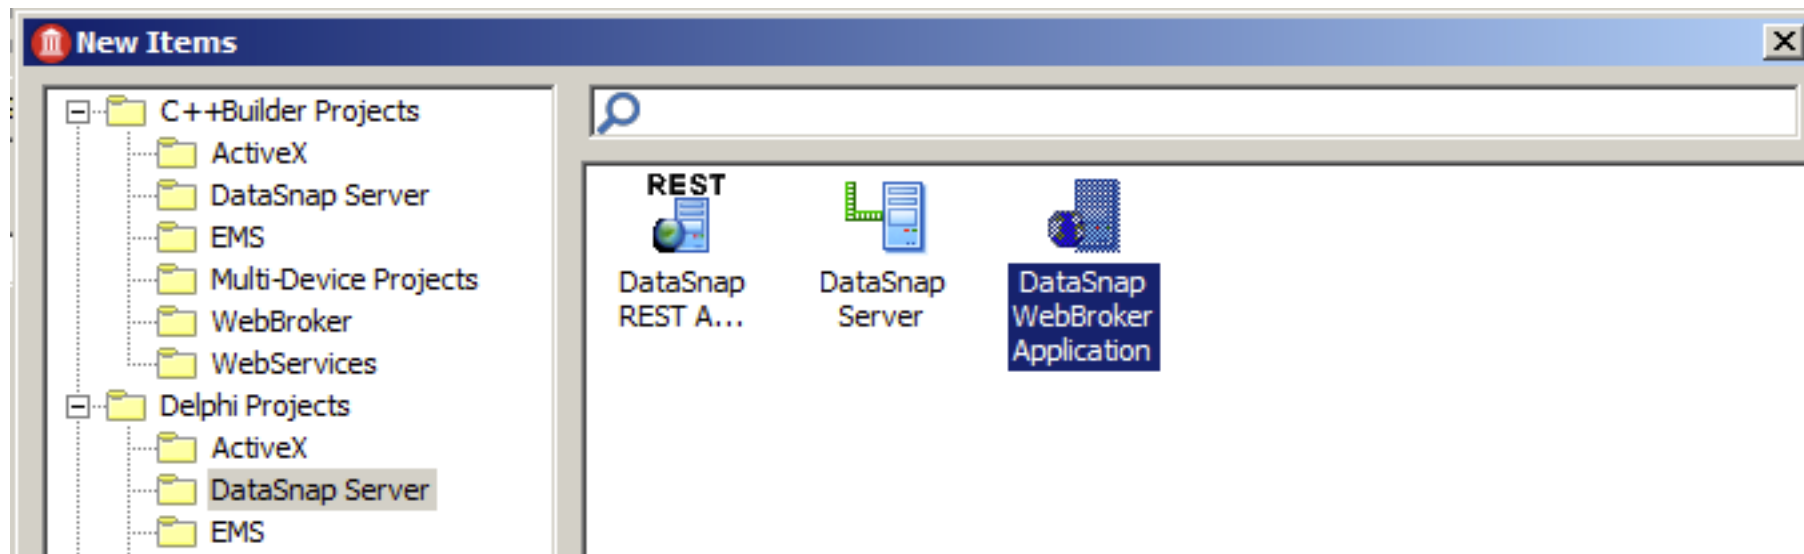 New Items
C++Builder Projects
ActiveX
DataSnap Server
EMS
Multi-Device Projects
WebBroker
WebServices
Delphi Projects
ActiveX
DataSnap Server
EMS
REST
DataSnap
REST A...
DataSnap
Server
DataSnap
WebBroker
Application